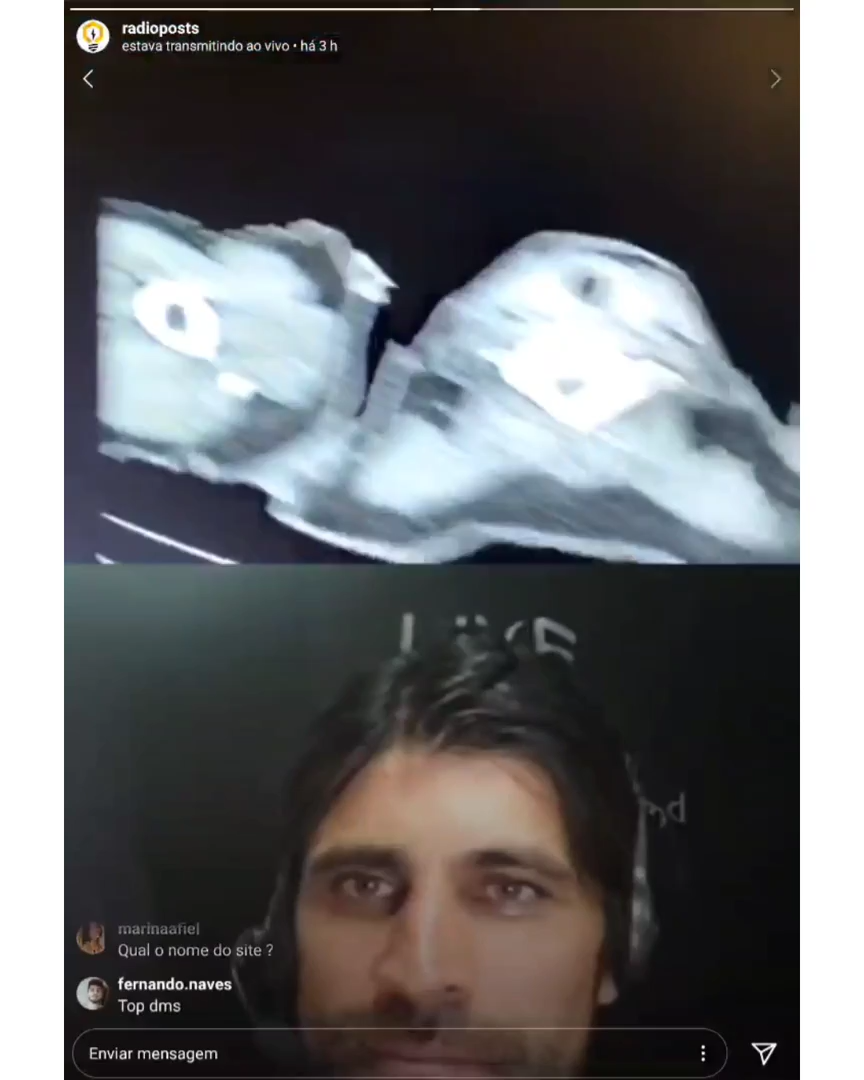 radioposts
estava transmitindo ao vivo • há 3 h
marinaafiel
Qual o nome do site ?
fernando.naves
Top dms
Enviar mensagem